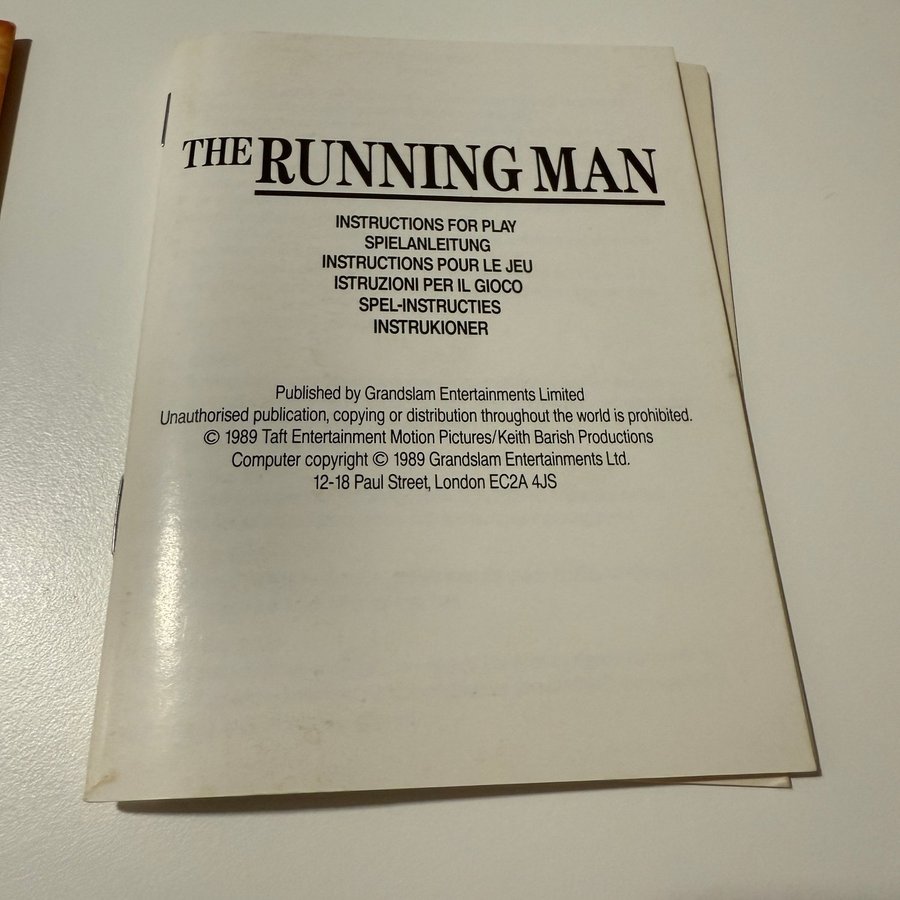 THE RUNNING MAN
INSTRUCTIONS FOR PLAY
SPIELANLEITUNG
INSTRUCTIONS POUR LE JEU
ISTRUZIONI PER IL GIOCO
SPEL-INSTRUCTIES
INSTRUKIONER
Published by Grandslam Entertainments Limited
Unauthorised publication, copying or distribution throughout the world is prohibited.
© 1989 Taft Entertainment Motion Pictures/Keith Barish Productions
Computer copyright © 1989 Grandslam Entertainments Ltd.
12-18 Paul Street, London EC2A 4JS